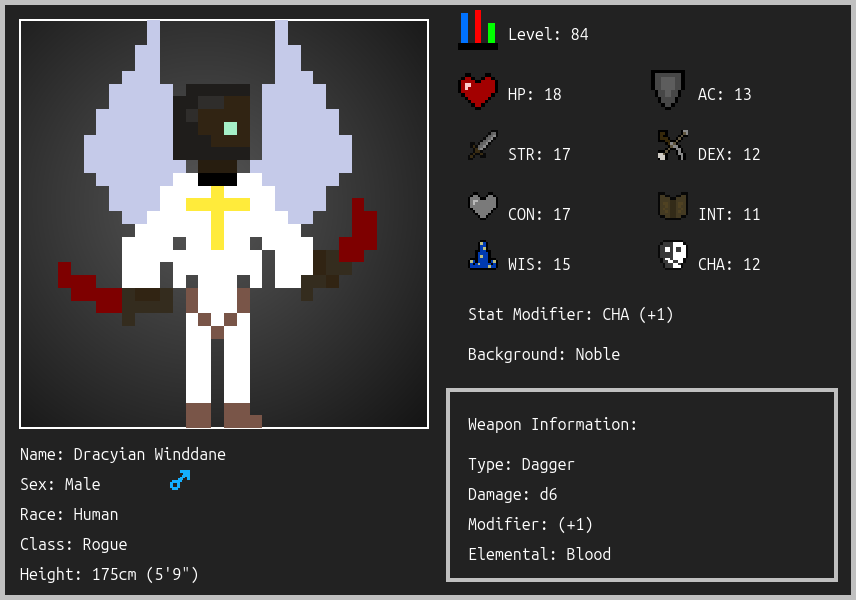 Level: 84
HP: 18
AC: 13
STR: 17
DEX: 12
CON: 17
INT: 11
WIS: 15
CHA: 12
Stat Modifier: CHA (+1)
Background: Noble
Weapon Information:
Type: Dagger
Damage: d6
Modifier: (+1)
Elemental: Blood
Name: Dracyian Winddane
Sex: Male
Race: Human
Class: Rogue
Height: 175cm (5'9")